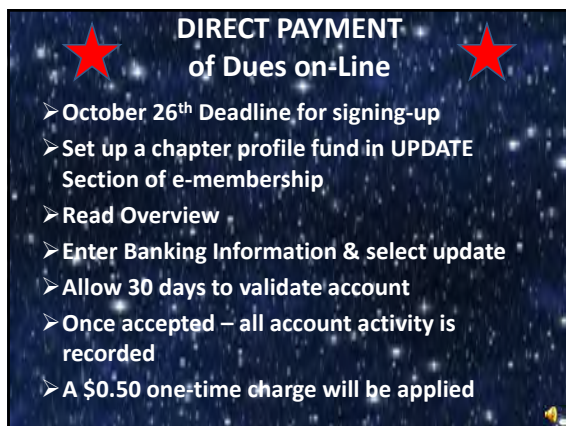 DIRECT PAYMENT
of Dues on-Line
➢October 26th Deadline for signing-up
➢Set up a chapter profile fund in UPDATE
Section of e-membership
➢Read Overview
➢Enter Banking Information & select update
➢Allow 30 days to validate account
➢Once accepted – all account activity is
recorded
➢A $0.50 one-time charge will be applied